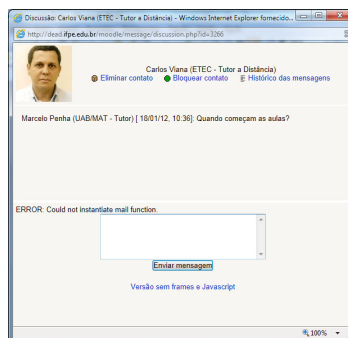 Discussão: Carlos Viana (ETEC - Tutor a Distância) - Windows Internet Explorer fornecido...
http://dead.ifpe.edu.br/moodle/message/discussion.php?id=3266
Carlos Viana (ETEC - Tutor a Distância)
Eliminar contato Bloquear contato Histórico das mensagens
Marcelo Penha (UAB/MAT - Tutor) [ 18/01/12, 10:36]: Quando começam as aulas?
ERROR: Could not instantiate mail function.
Enviar mensagem
Versão sem frames e Javascript
100%